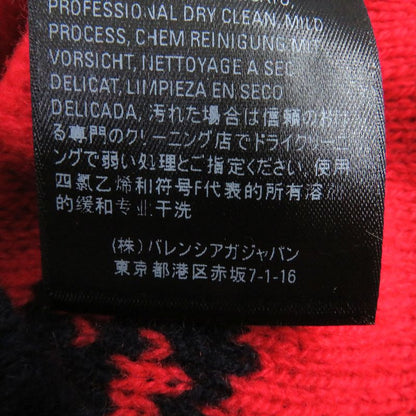 PROFESSIONAL DRY CLEAN, MILD
PROCESS, CHEM REINIGUNG MIT
VORSICHT, NETTOYAGE A SEC
DELICAT, LIMPIEZA EN SECO
DELICADA, 汚れた場合は信頼のお
る専門のクリーニング店でドライクリーニ
ングで弱い処理とご指定ください、使用
四氯乙烯和符号F代表的所有溶
的缓和专业干洗
(株) バレンシアガジャパン
東京都港区赤坂7-1-16